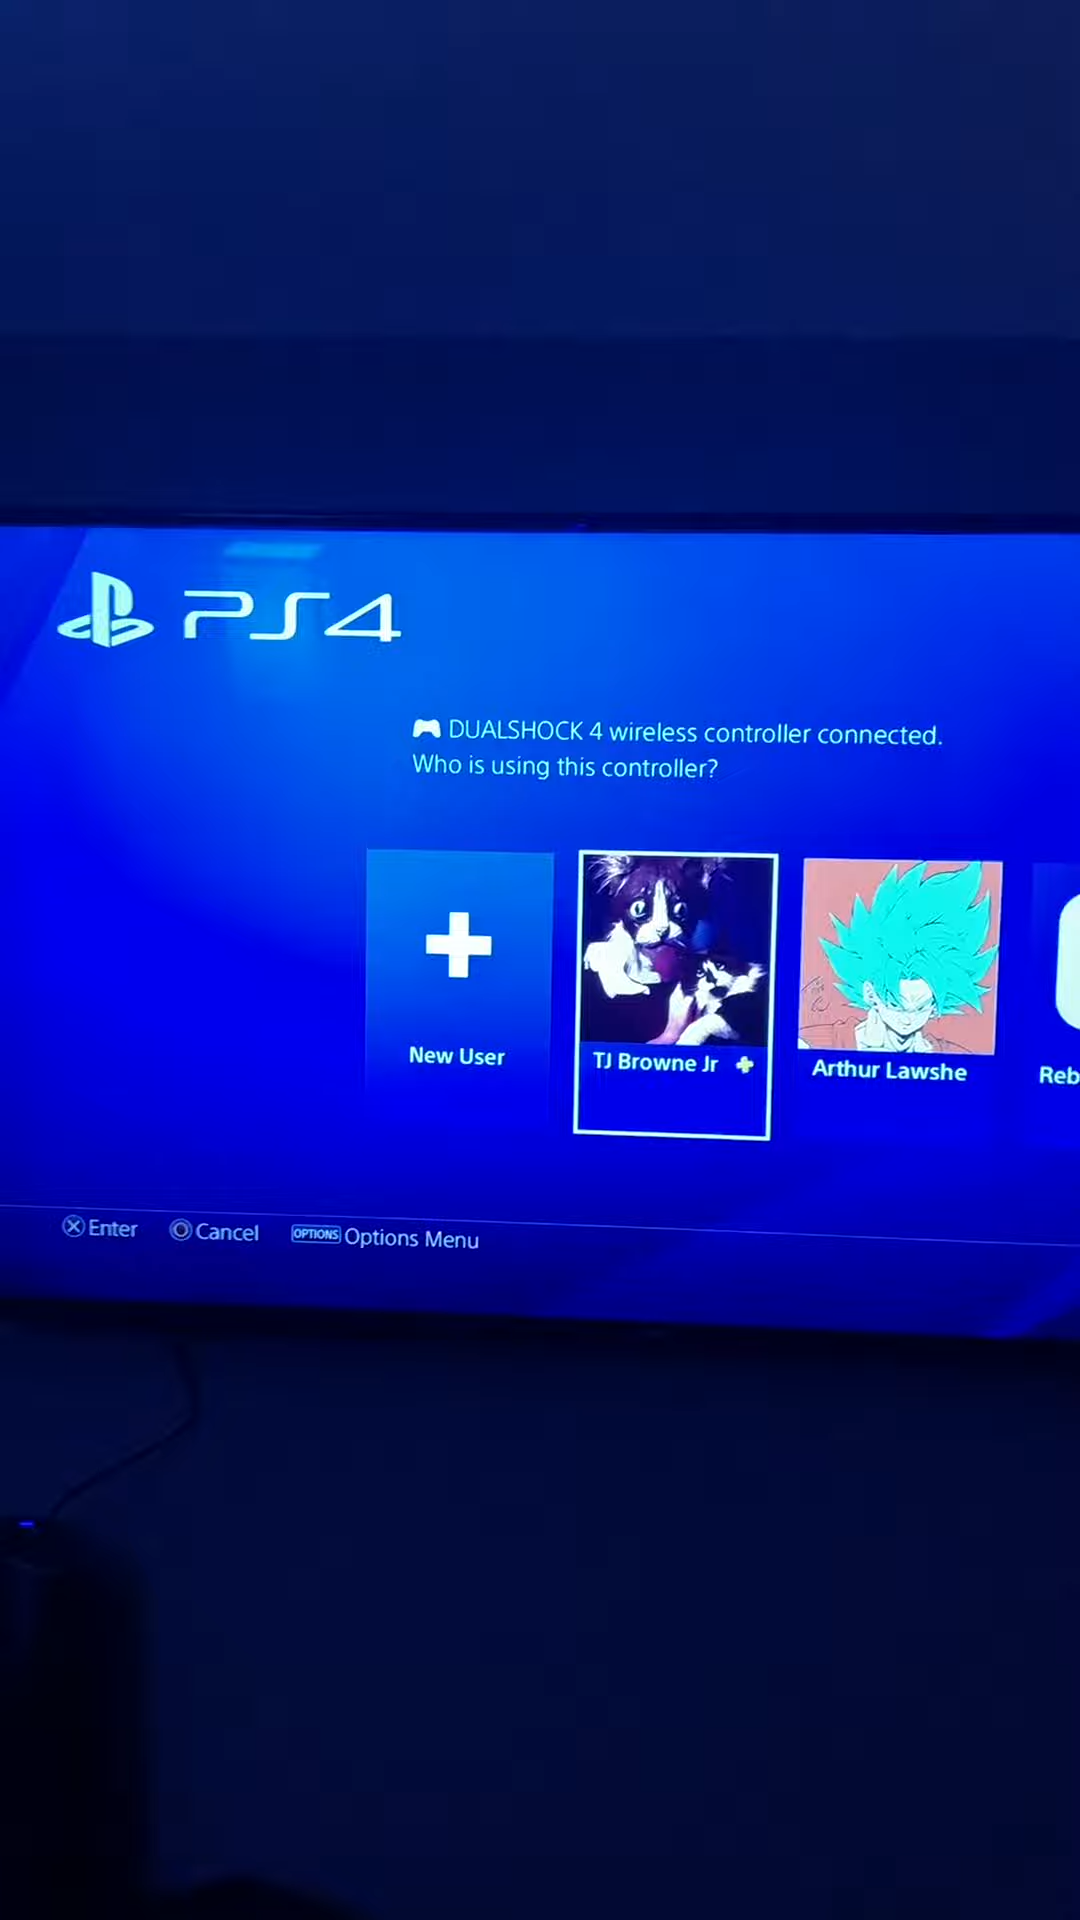 PS4
DUALSHOCK 4 wireless controller connected.
Who is using this controller?
New User
TJ Browne Jr
Arthur Lawshe
Reb
Enter
Cancel
OPTIONS Options Menu